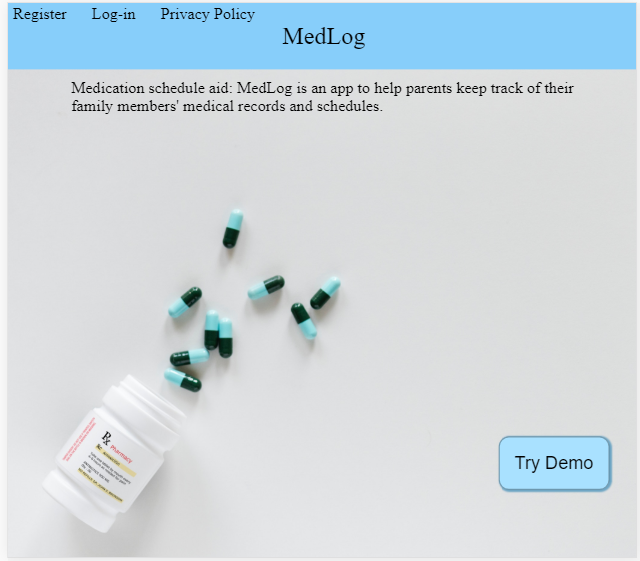 Register Log-in Privacy Policy
MedLog
Medication schedule aid: MedLog is an app to help parents keep track of their
family members' medical records and schedules.
Rx Pharmacy
Try Demo